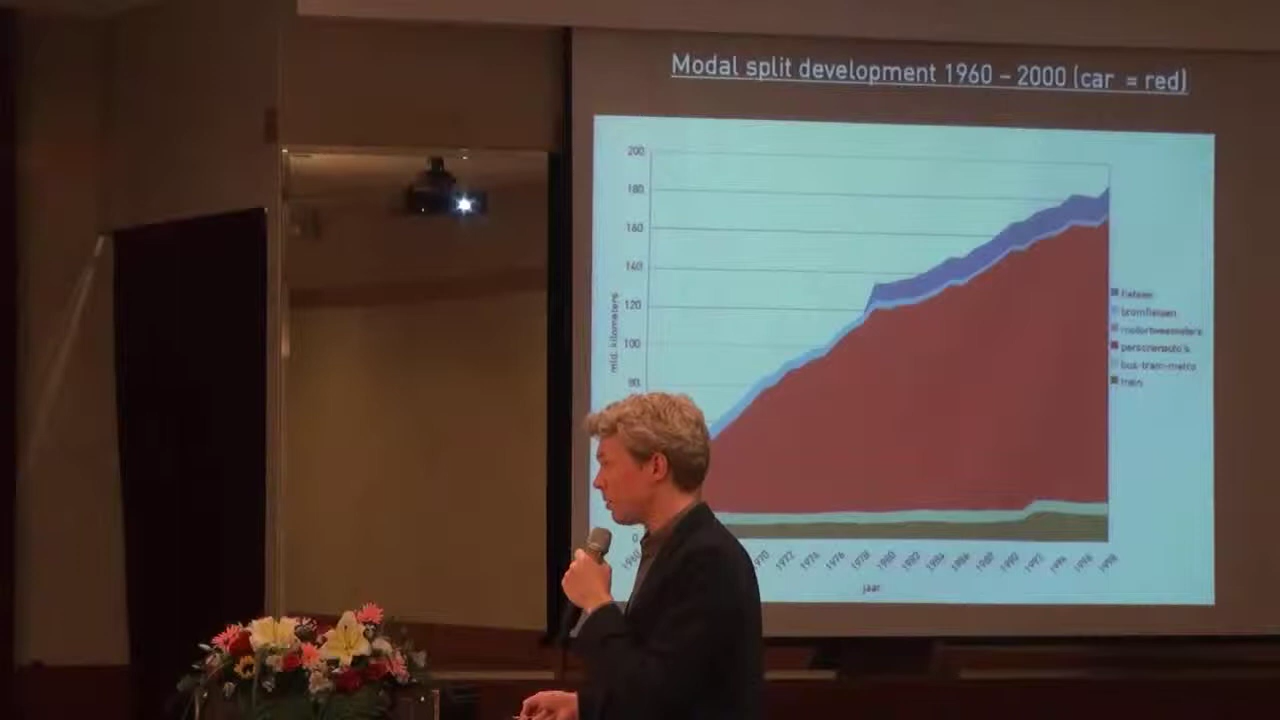 Modal split development 1960 – 2000 (car = red)
200
180
160
140
120
100
80
0
mld. kilometers
1960
1970
1972
1974
1976
1978
1980
1982
1984
1986
1988
1990
1992
1994
1996
1998
jaar
fietsen
bromfietsen
motortweewielers
personenauto's
bus-tram-metro
trein